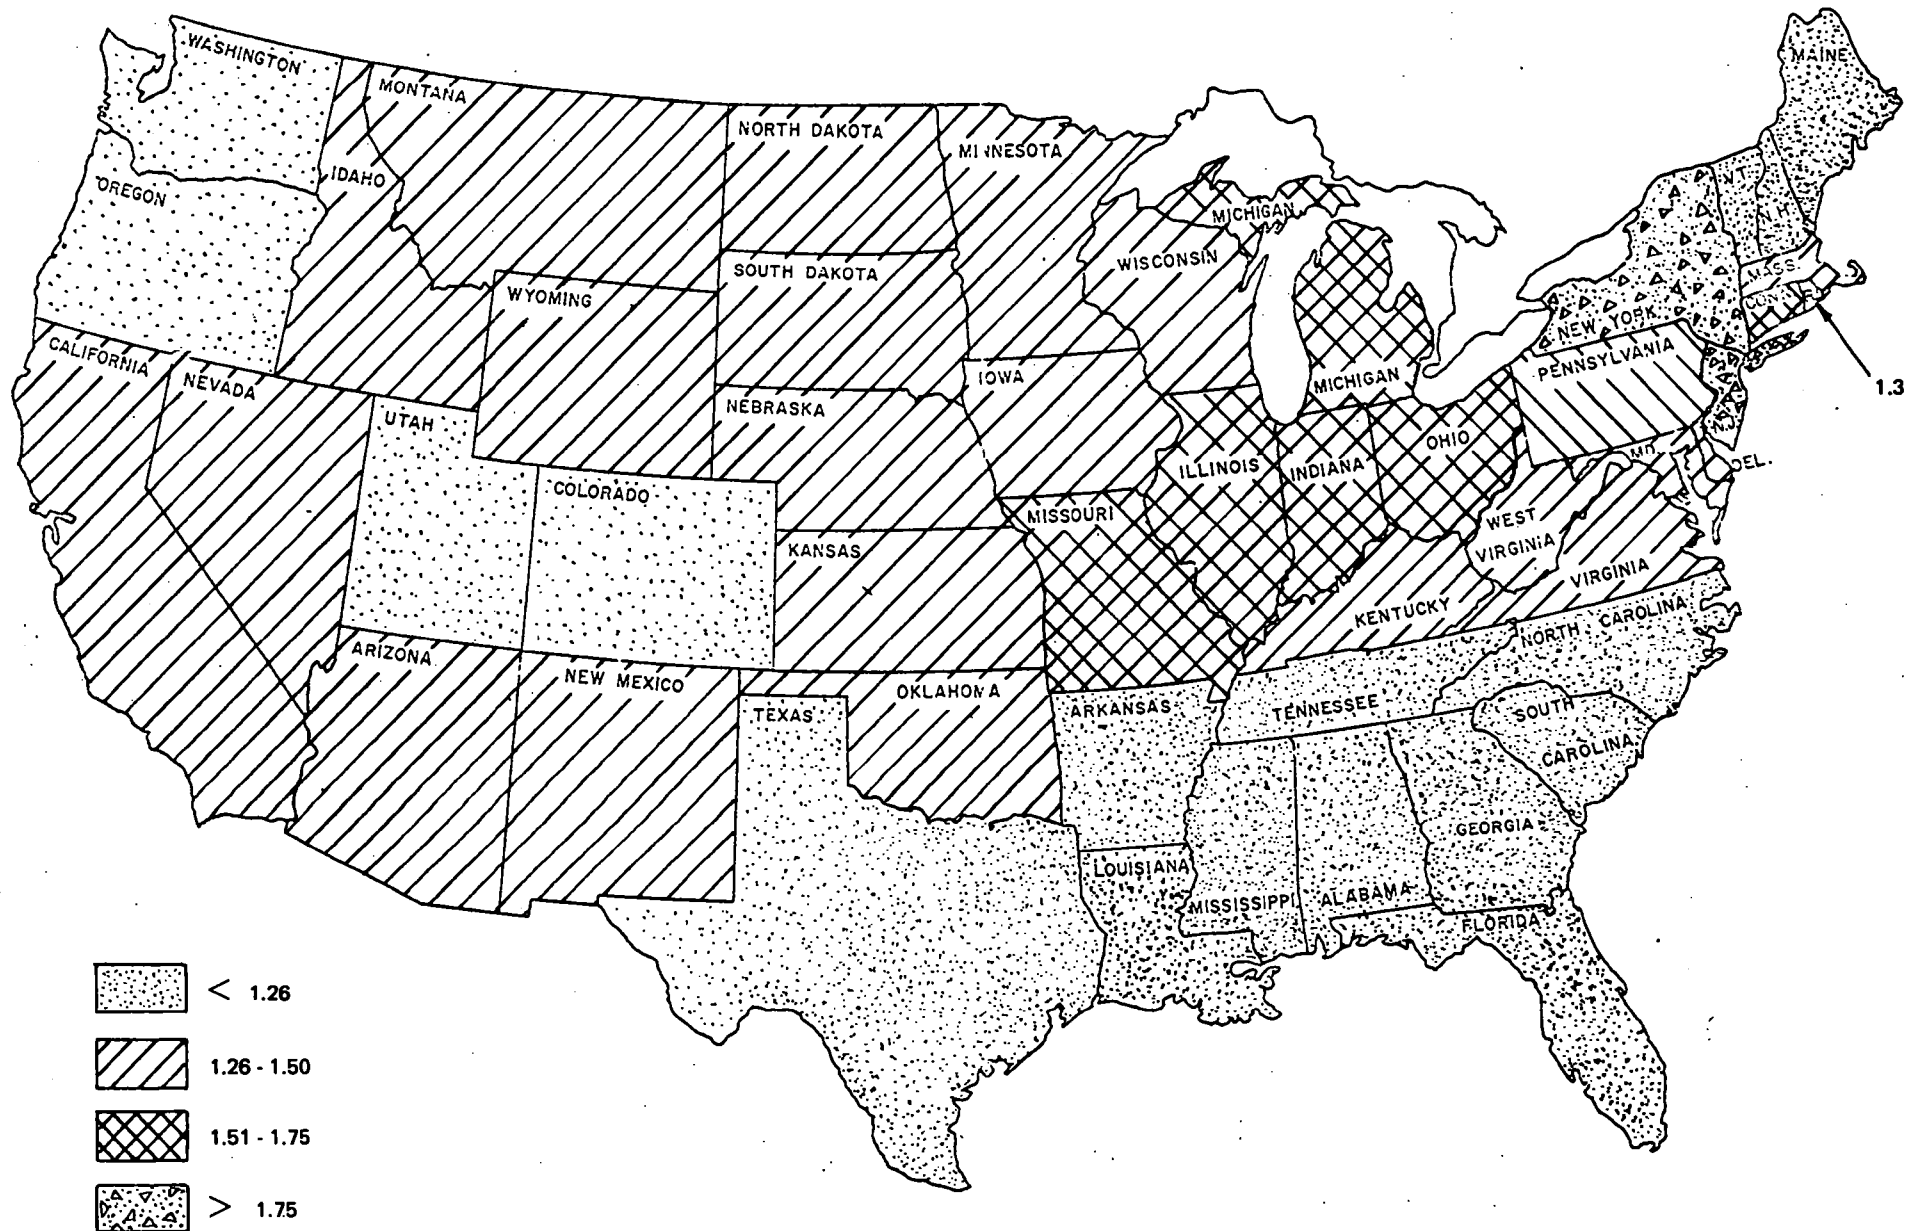 WASHINGTON
MAINE
MONTANA
NORTH DAKOTA
MINNESOTA
IDAHO
OREGON
V T.
N.H.
MICHIGAN
WISCONSIN
SOUTH DAKOTA
WYOMING
MASS.
CONN.
R.I.
NEW YORK
CALIFORNIA
NEVADA
PENNSYLVANIA
IOWA
MICHIGAN
1.3
NEBRASKA
UTAH
N.J.
OHIO
ILLINOIS
INDIANA
MD.
DEL.
COLORADO
MISSOURI
WEST
VIRGINIA
KANSAS
VIRGINIA
KENTUCKY
NORTH CAROLINA
ARIZONA
NEW MEXICO
OKLAHOMA
TEXAS
ARKANSAS
TENNESSEE
SOUTH
CAROLINA
GEORGIA
LOUISIANA
MISSISSIPPI
ALABAMA
FLORIDA
< 1.26
1.26 - 1.50
1.51 - 1.75
> 1.75